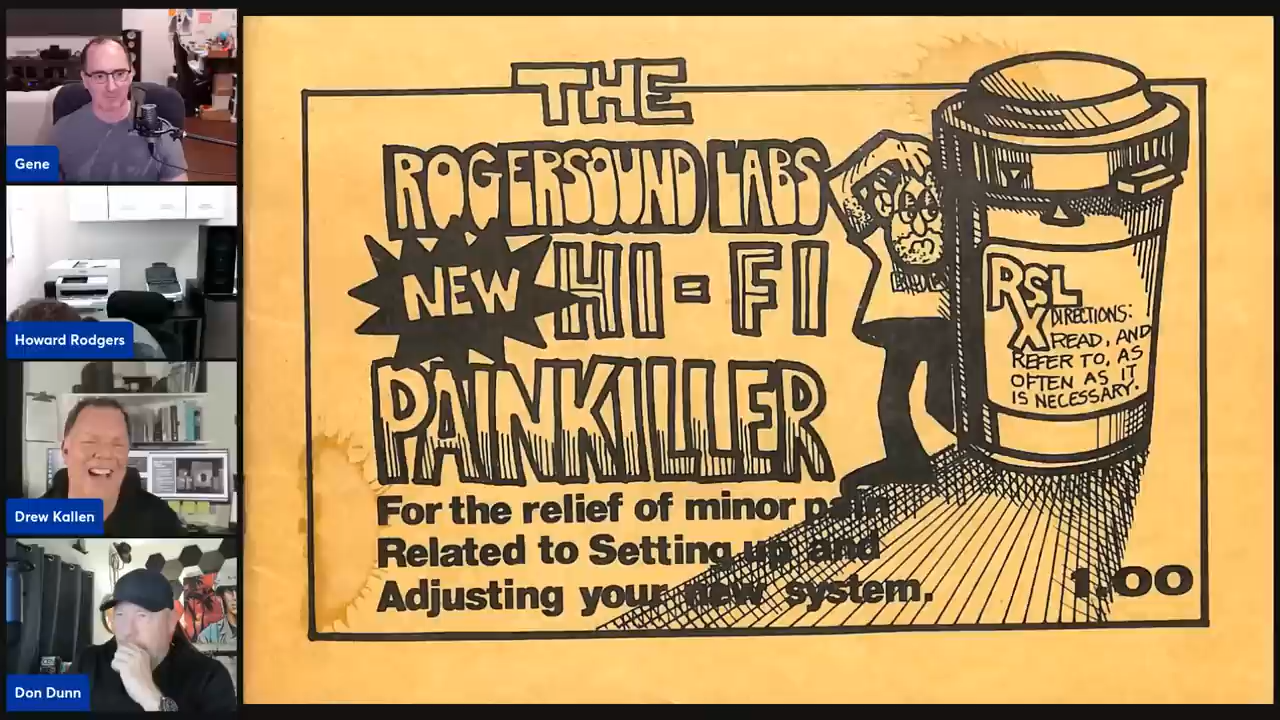 Gene
Howard Rodgers
Drew Kallen
Don Dunn
THE
ROGERSOUND LABS
NEW HI-FI
PAINKILLER
For the relief of minor pain
Related to Setting up and
Adjusting your new system.
1.00
RSL
RX DIRECTIONS:
READ, AND
REFER TO, AS
OFTEN AS IT
IS NECESSARY.